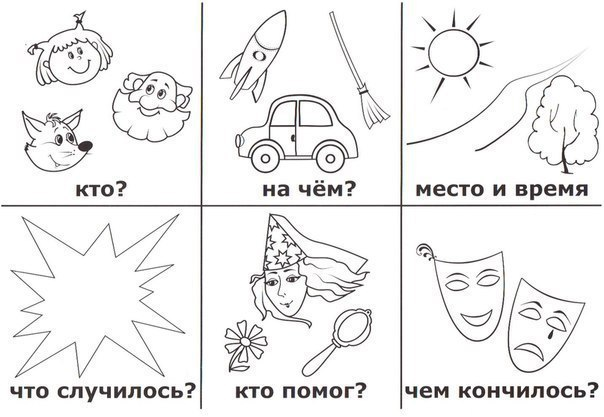 кто?
на чём?
место и время
что случилось?
кто помог?
чем кончилось?